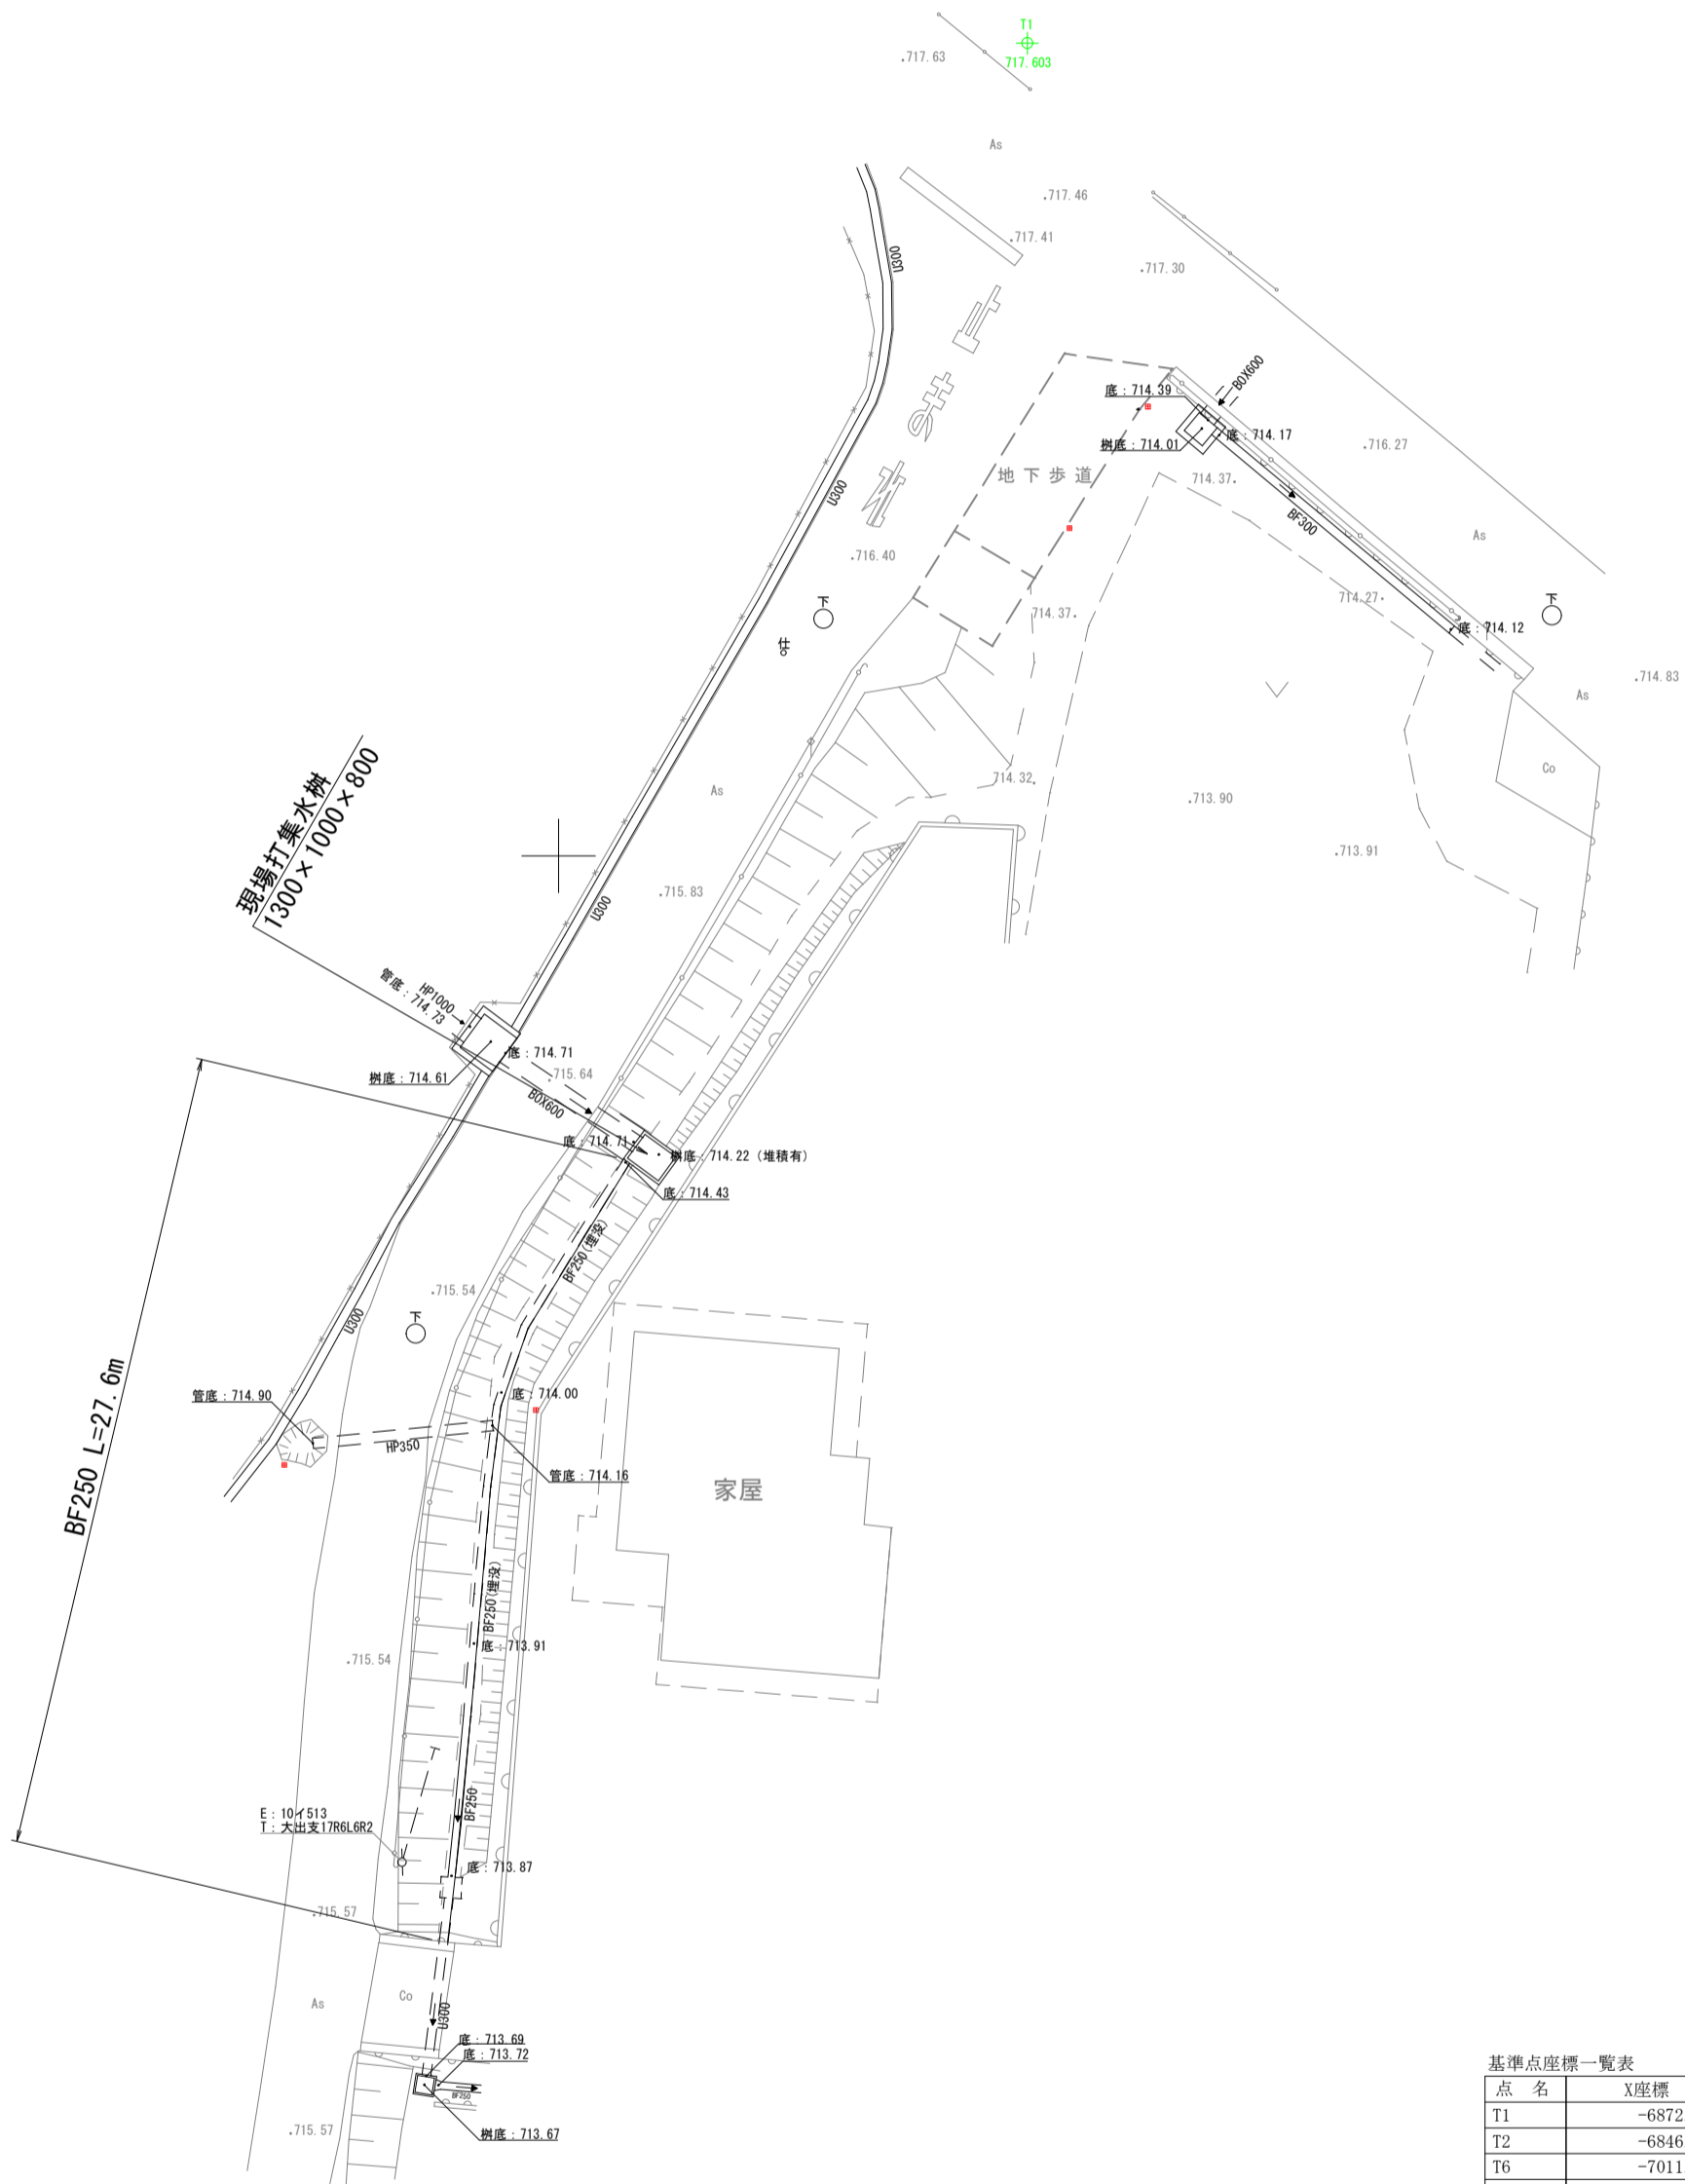 T1
717.603
.717.63
As
.717.46
.717.41
.717.30
U300
止まれ
BOX600
底：714.39
桝底：714.01
底：714.17
.716.27
地下歩道
714.37.
BF300
As
U300
.716.40
714.27.
714.37.
下
下
底：714.12
仕
.714.83
As
Co
714.32.
.713.90
As
.713.91
現場打集水桝
1300×1000×800
.715.83
U300
HP1000
管底：714.73
底：714.71
桝底：714.61
.715.64
BOX600
底：714.71
桝底：714.22（堆積有）
底：714.43
BF250(埋没)
.715.54
U300
下
BF250 L=27.6m
管底：714.90
底：714.00
HP350
管底：714.16
家屋
BF250(埋没)
底：713.91
.715.54
T
BF250
E：10イ513
T：大出支17R6L6R2
底：713.87
.715.57
As
Co
U300
底：713.69
底：713.72
BF250
.715.57
桝底：713.67
基準点座標一覧表
点 名 X座標
T1 -6872
T2 -6846
T6 -7011